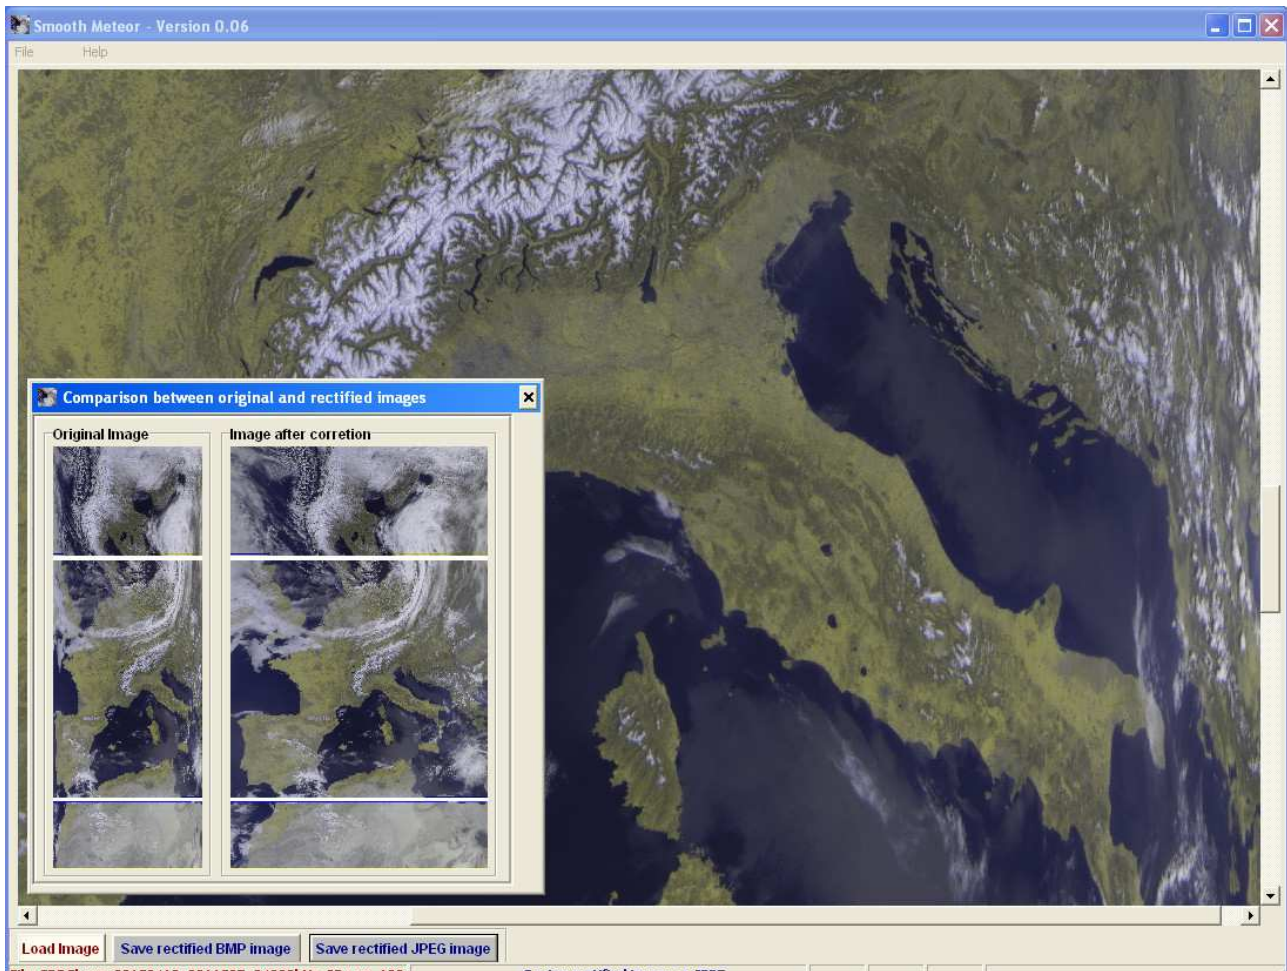 Smooth Meteor - Version 0.06
File Help
Comparison between original and rectified images
Original Image
Image after corretion
Load Image
Save rectified BMP image
Save rectified JPEG image